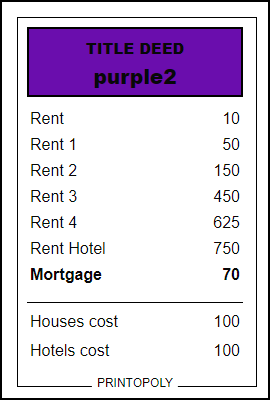 TITLE DEED
purple2
Rent 10
Rent 1 50
Rent 2 150
Rent 3 450
Rent 4 625
Rent Hotel 750
Mortgage 70
Houses cost 100
Hotels cost 100
PRINTOPOLY